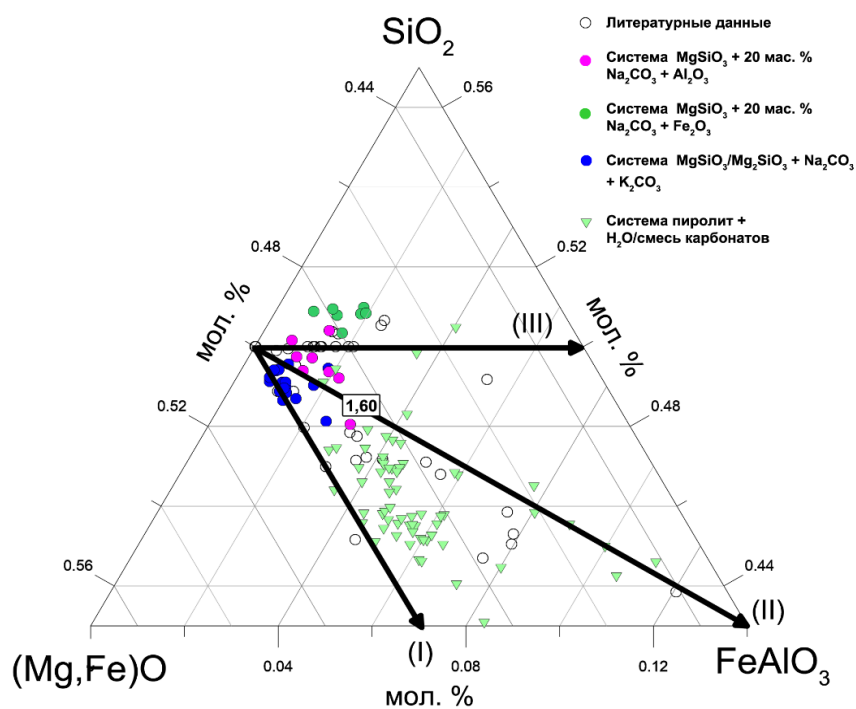 SiO2
Литературные данные
Система MgSiO3 + 20 мас. %
Na2CO3 + Al2O3
Система MgSiO3 + 20 мас. %
Na2CO3 + Fe2O3
Система MgSiO3/Mg2SiO3 + Na2CO3
+ K2CO3
Система пиролит +
H2O/смесь карбонатов
0.44
0.56
0.48
0.52
мол. %
мол. %
(III)
1,60
0.52
0.48
0.56
0.44
(I)
(II)
(Mg,Fe)O
0.04
0.08
0.12
FeAlO3
мол. %